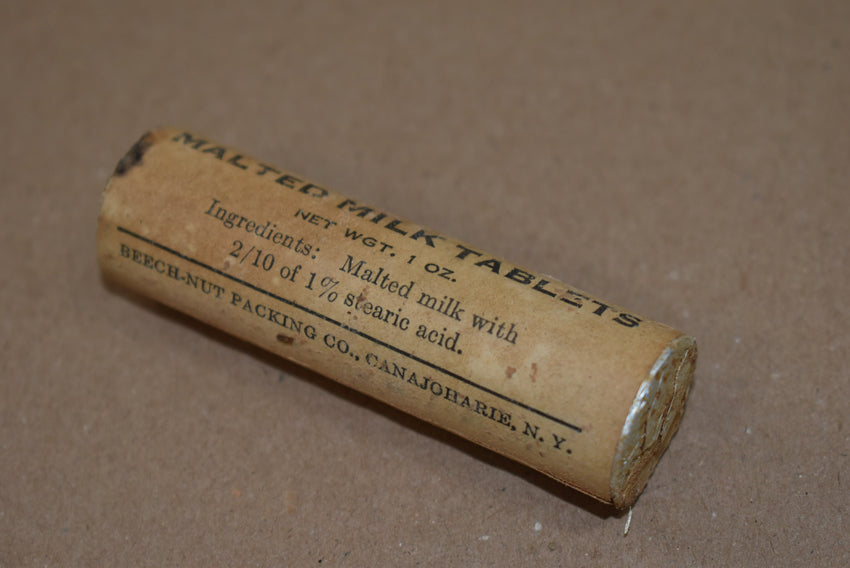 MALTED MILK TABLETS
NET WGT. 1 OZ.
Ingredients: Malted milk with
2/10 of 1% stearic acid.
BEECH-NUT PACKING CO., CANAJOHARIE, N. Y.